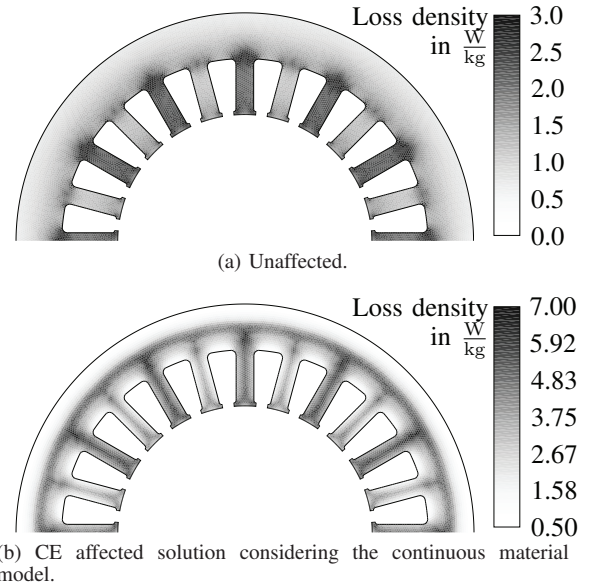 Loss density
in W/kg
3.0
2.5
2.0
1.5
1.0
0.5
0.0
(a) Unaffected.
Loss density
in W/kg
7.00
5.92
4.83
3.75
2.67
1.58
0.50
(b) CE affected solution considering the continuous material
model.